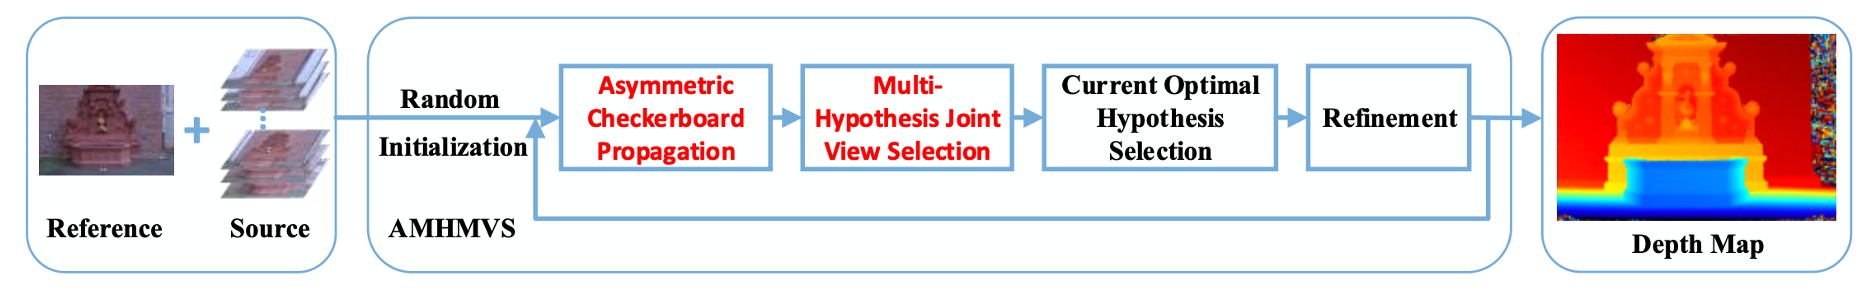 Reference
Source
Random
Initialization
AMHMVS
Asymmetric
Checkerboard
Propagation
Multi-
Hypothesis Joint
View Selection
Current Optimal
Hypothesis
Selection
Refinement
Depth Map